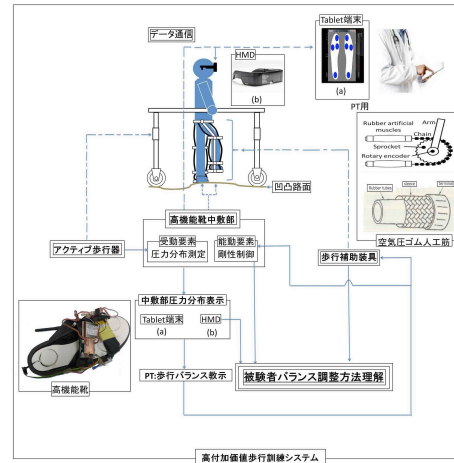 データ通信
Tablet端末
(a)
HMD
(b)
PT用
Rubber artificial
muscles
Arm
Chain
Sprocket
Rotary encoder
Rubber tubes
sleeve
terminal
空気圧ゴム人工筋
凹凸路面
高機能靴中敷部
受動要素
圧力分布測定
能動要素
剛性制御
アクティブ歩行器
歩行補助装具
中敷部圧力分布表示
Tablet端末
(a)
HMD
(b)
高機能靴
PT:歩行バランス教示
被験者バランス調整方法理解
高付加価値歩行訓練システム